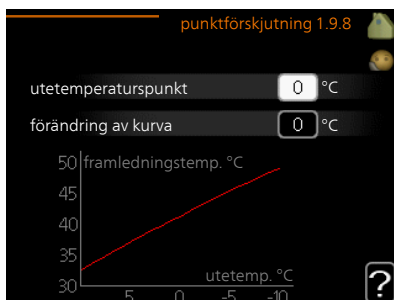 punktförskjutning 1.9.8
utetemperaturspunkt 0 °C
förändring av kurva 0 °C
50 framledningstemp. °C
45
40
35
30
utetemp. °C
5 0 -5 -10
?